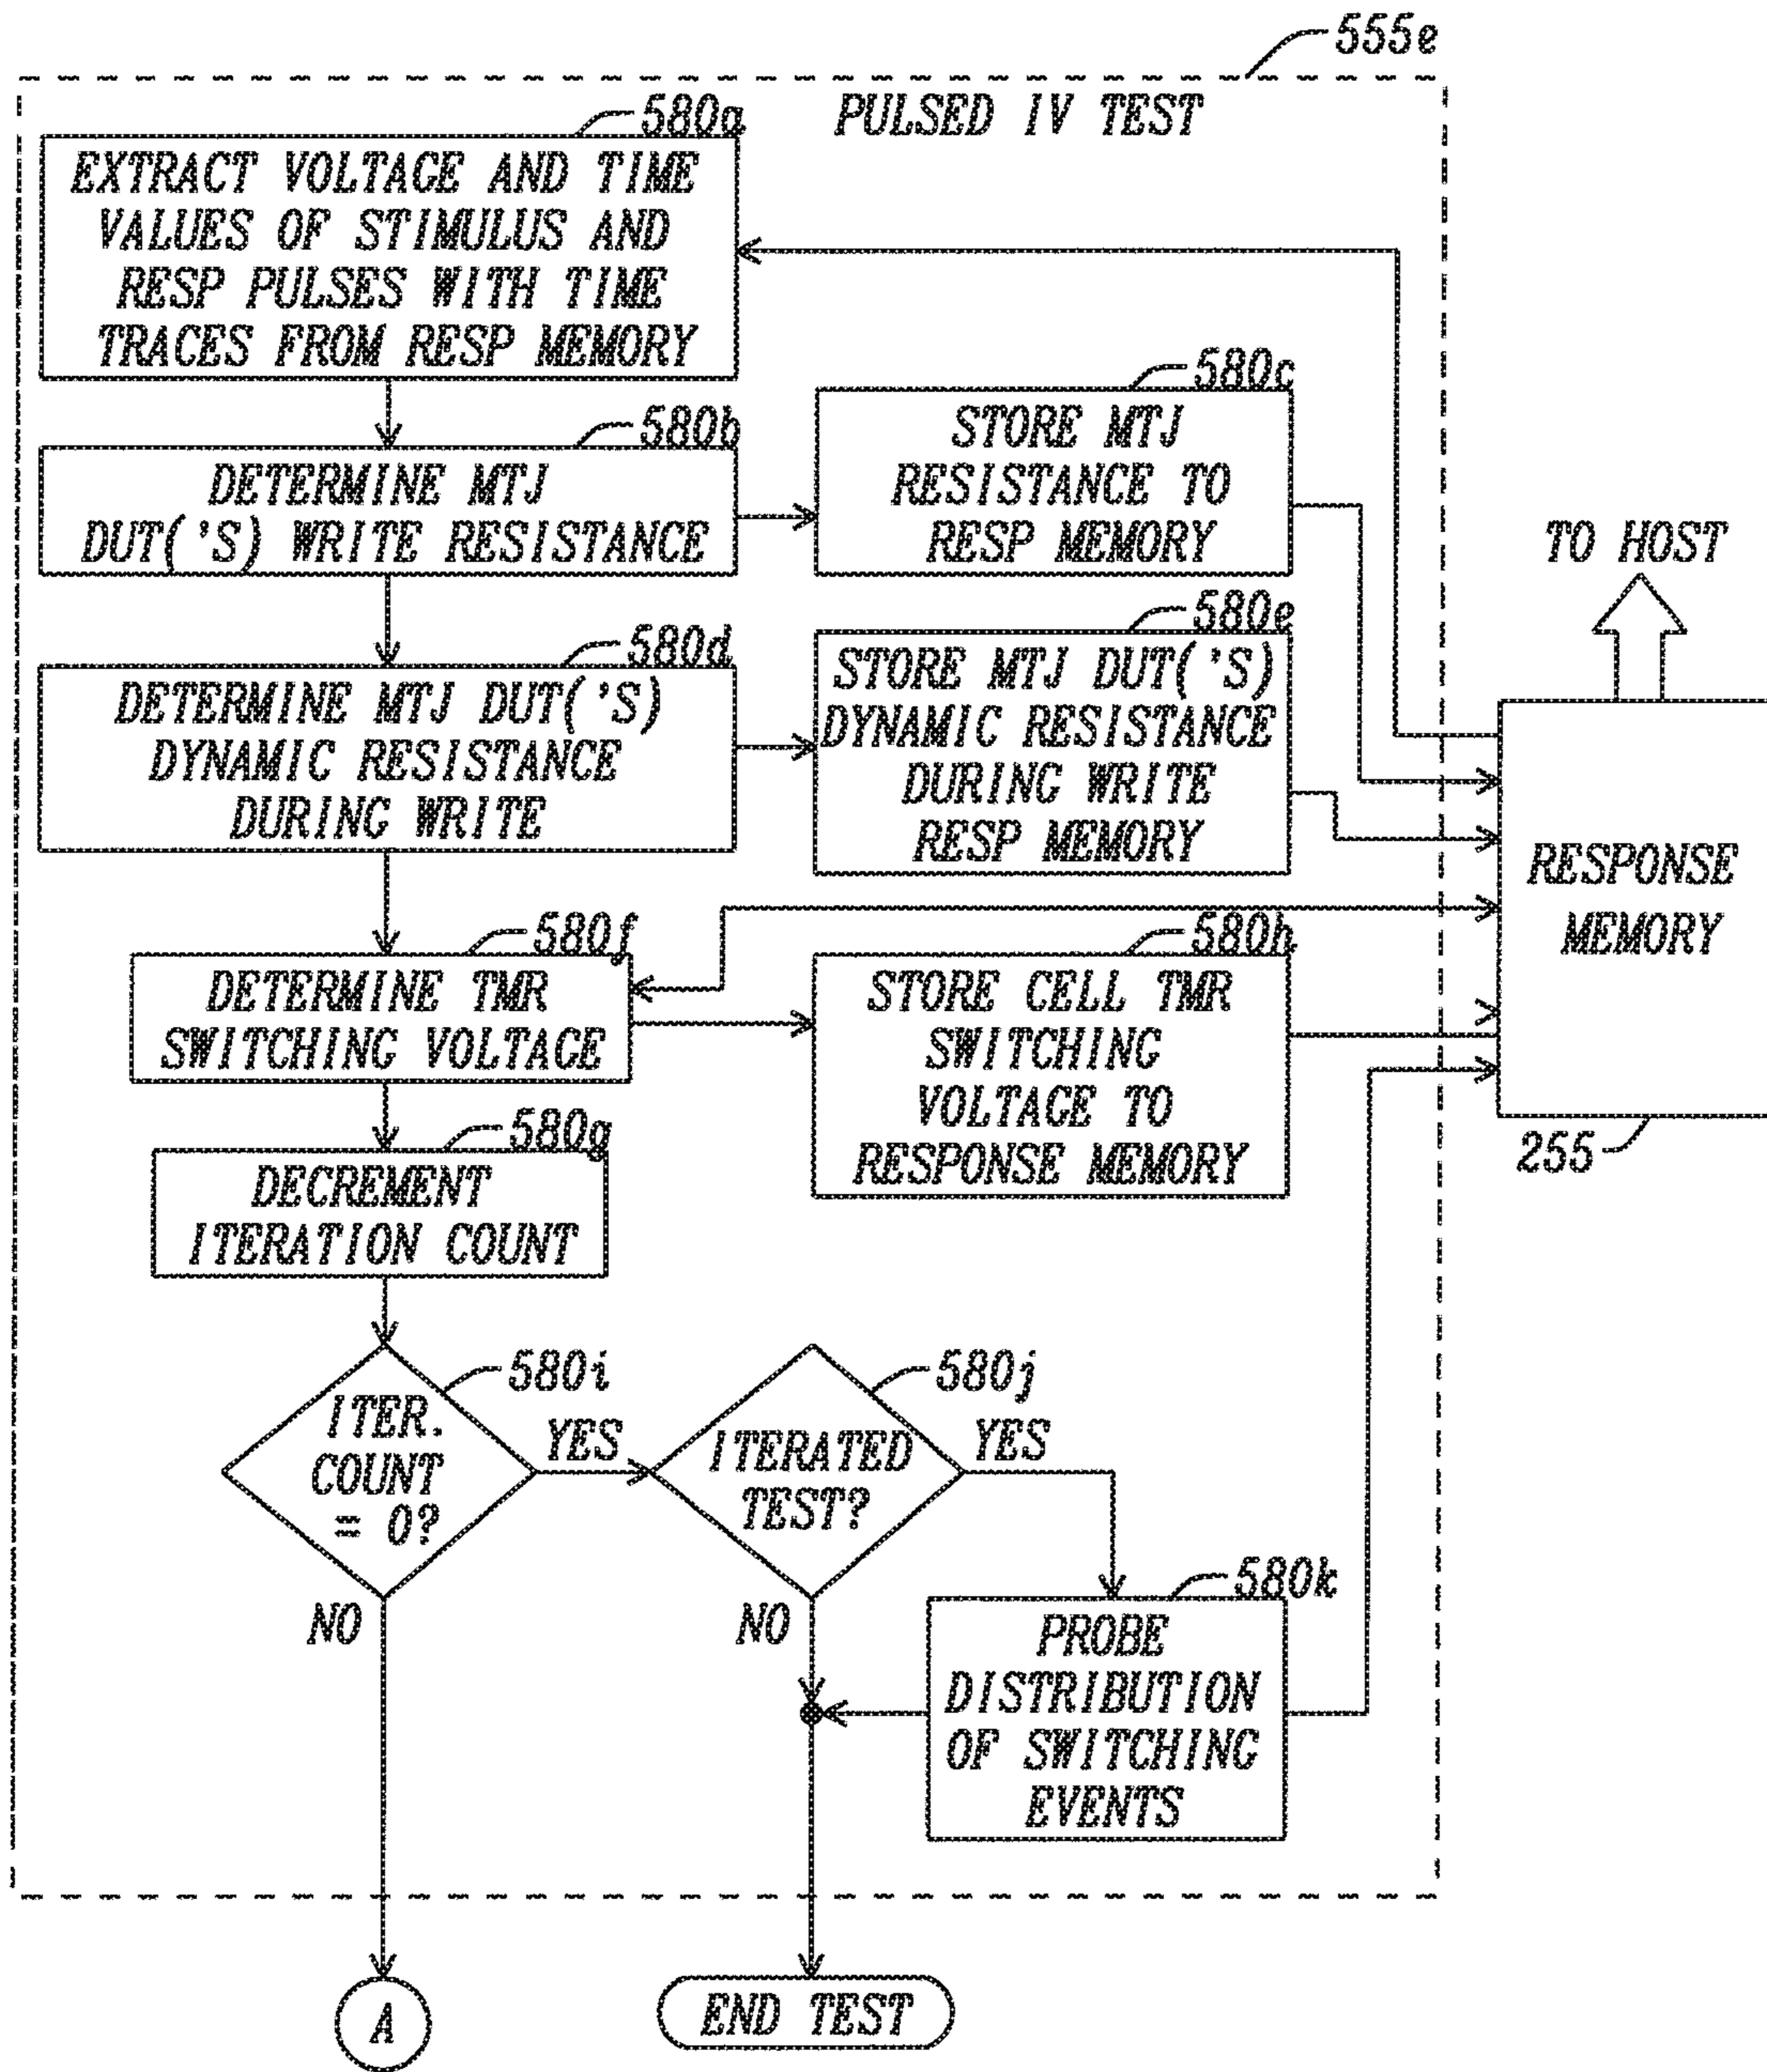 555e
PULSED IV TEST
580a
EXTRACT VOLTAGE AND TIME
VALUES OF STIMULUS AND
RESP PULSES WITH TIME
TRACES FROM RESP MEMORY
580b
DETERMINE MTJ
DUT('S) WRITE RESISTANCE
580c
STORE MTJ
RESISTANCE TO
RESP MEMORY
TO HOST
580d
DETERMINE MTJ DUT('S)
DYNAMIC RESISTANCE
DURING WRITE
580e
STORE MTJ DUT('S)
DYNAMIC RESISTANCE
DURING WRITE
RESP MEMORY
RESPONSE
MEMORY
255
580f
DETERMINE TMR
SWITCHING VOLTAGE
580h
STORE CELL TMR
SWITCHING
VOLTAGE TO
RESPONSE MEMORY
580g
DECREMENT
ITERATION COUNT
580i
ITER.
COUNT
= 0?
YES
NO
580j
ITERATED
TEST?
YES
NO
580k
PROBE
DISTRIBUTION
OF SWITCHING
EVENTS
A
END TEST